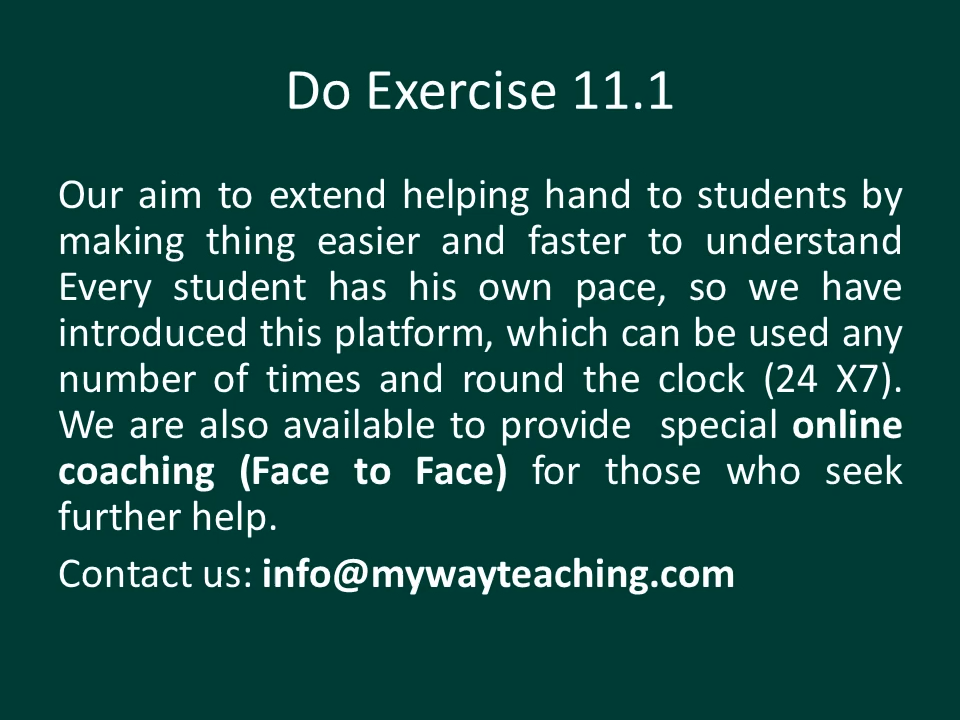 Do Exercise 11.1
Our aim to extend helping hand to students by
making thing easier and faster to understand
Every student has his own pace, so we have
introduced this platform, which can be used any
number of times and round the clock (24 X7).
We are also available to provide  special online
coaching (Face to Face) for those who seek
further help.
Contact us: info@mywayteaching.com